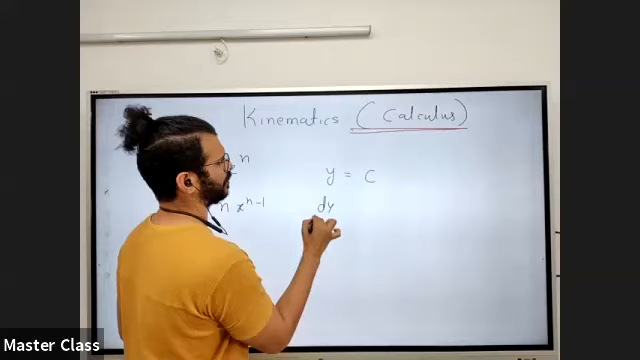 Kinematics (Calculus)
n
y = c
n x^{n-1}
dy
Master Class